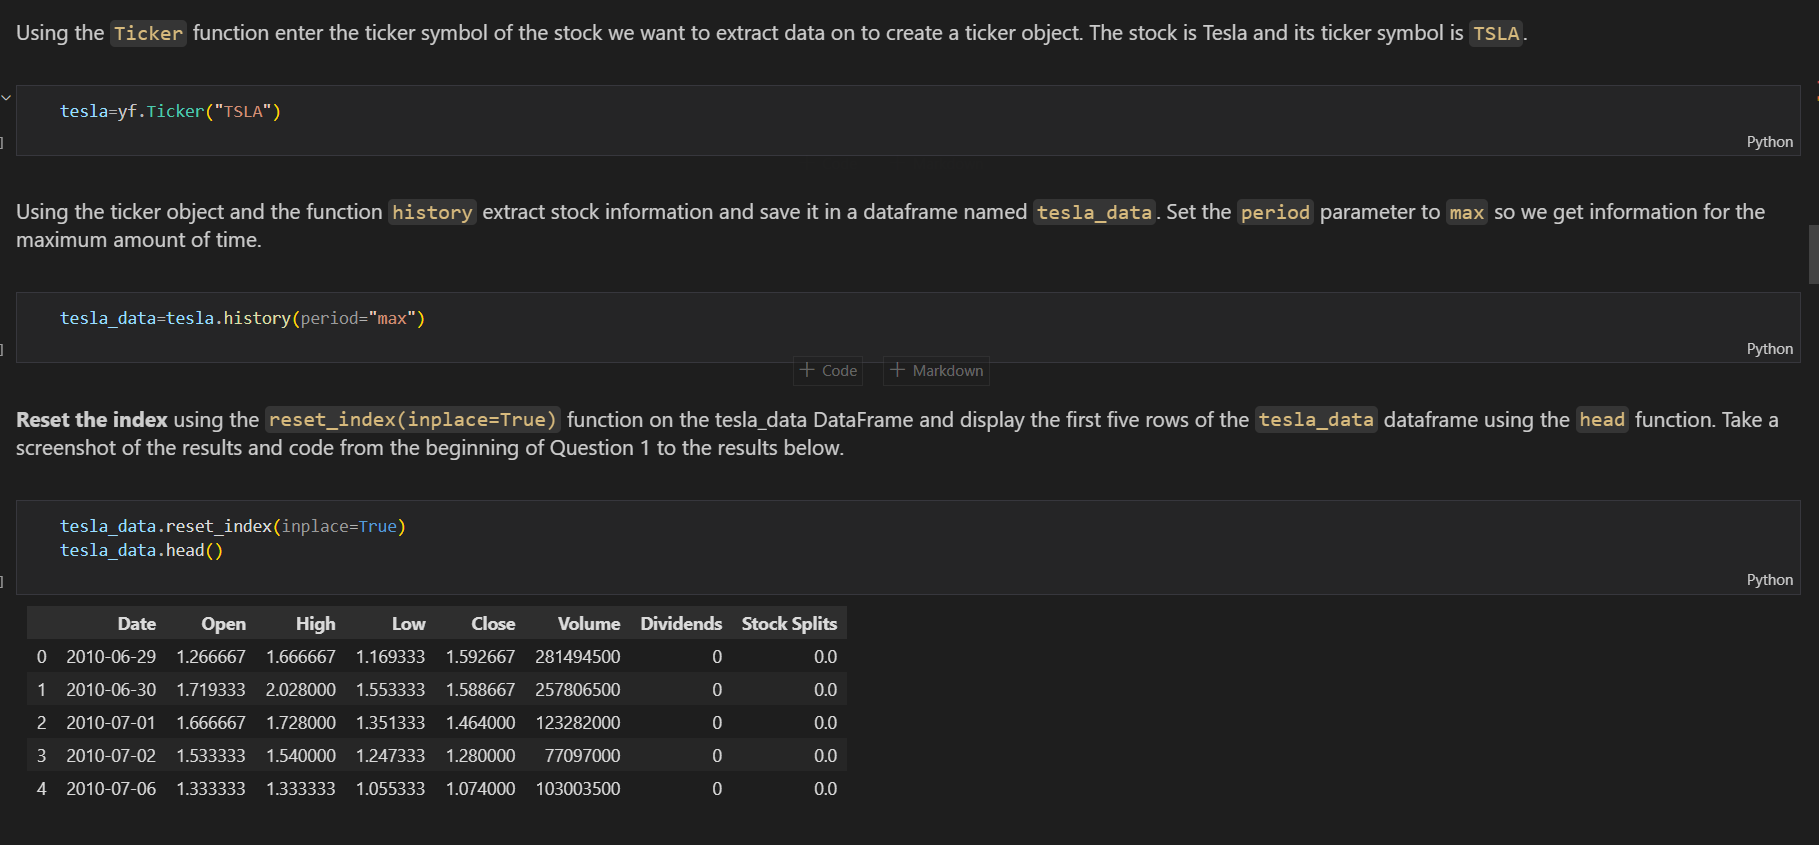 Using the Ticker function enter the ticker symbol of the stock we want to extract data on to create a ticker object. The stock is Tesla and its ticker symbol is TSLA.
tesla=yf.Ticker("TSLA")
]
Python
Using the ticker object and the function history extract stock information and save it in a dataframe named tesla_data. Set the period parameter to max so we get information for the
maximum amount of time.
tesla_data=tesla.history(period="max")
]
Python
+ Code + Markdown
Reset the index using the reset_index(inplace=True) function on the tesla_data DataFrame and display the first five rows of the tesla_data dataframe using the head function. Take a
screenshot of the results and code from the beginning of Question 1 to the results below.
tesla_data.reset_index(inplace=True)
tesla_data.head()
]
Python
Date Open High Low Close Volume Dividends Stock Splits
0 2010-06-29 1.266667 1.666667 1.169333 1.592667 281494500 0 0.0
1 2010-06-30 1.719333 2.028000 1.553333 1.588667 257806500 0 0.0
2 2010-07-01 1.666667 1.728000 1.351333 1.464000 123282000 0 0.0
3 2010-07-02 1.533333 1.540000 1.247333 1.280000 77097000 0 0.0
4 2010-07-06 1.333333 1.333333 1.055333 1.074000 103003500 0 0.0